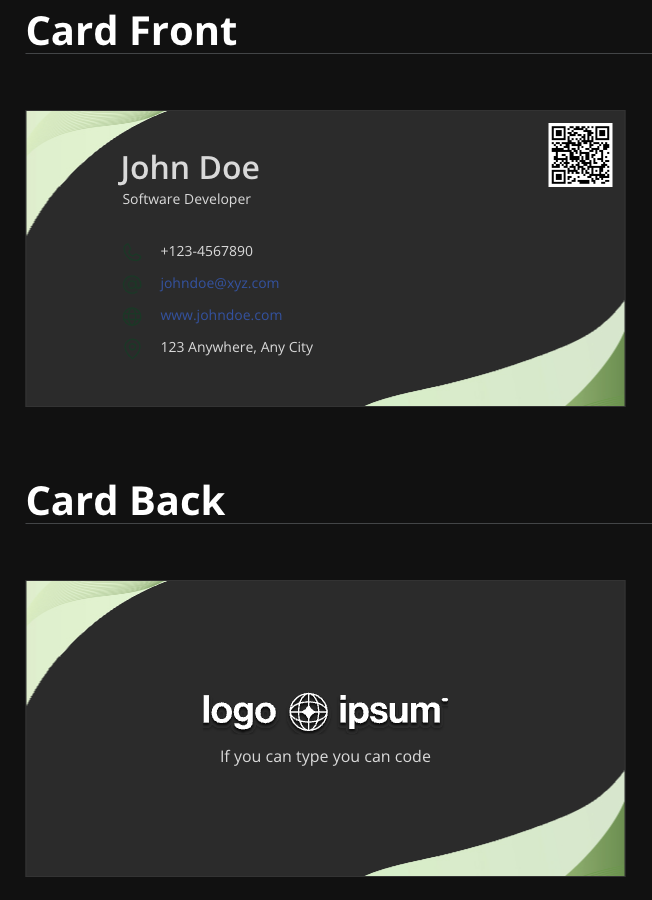 Card Front
John Doe
Software Developer
+123-4567890
johndoe@xyz.com
www.johndoe.com
123 Anywhere, Any City
Card Back
logo ipsum
If you can type you can code